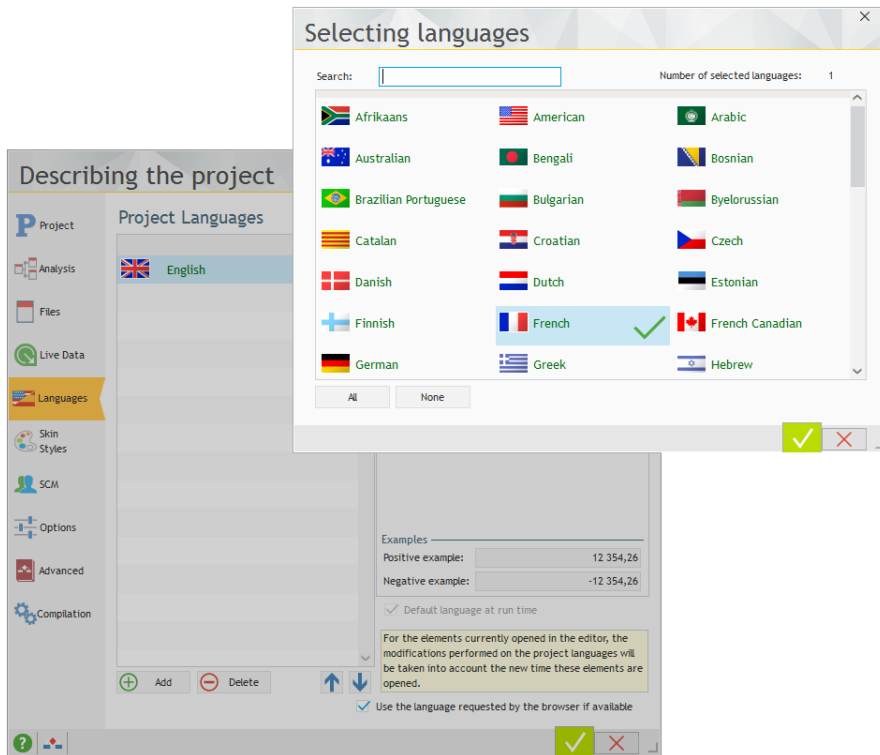 Selecting languages
Search:
Number of selected languages: 1
Afrikaans American Arabic
Australian Bengali Bosnian
Brazilian Portuguese Bulgarian Byelorussian
Catalan Croatian Czech
Danish Dutch Estonian
Finnish French French Canadian
German Greek Hebrew
All None
Describing the project
Project
Analysis
Files
Live Data
Languages
Skin
Styles
SCM
Options
Advanced
Compilation
Project Languages
English
Add Delete
Examples
Positive example: 12 354,26
Negative example: -12 354,26
Default language at run time
For the elements currently opened in the editor, the
modifications performed on the project languages will
be taken into account the new time these elements are
opened.
Use the language requested by the browser if available